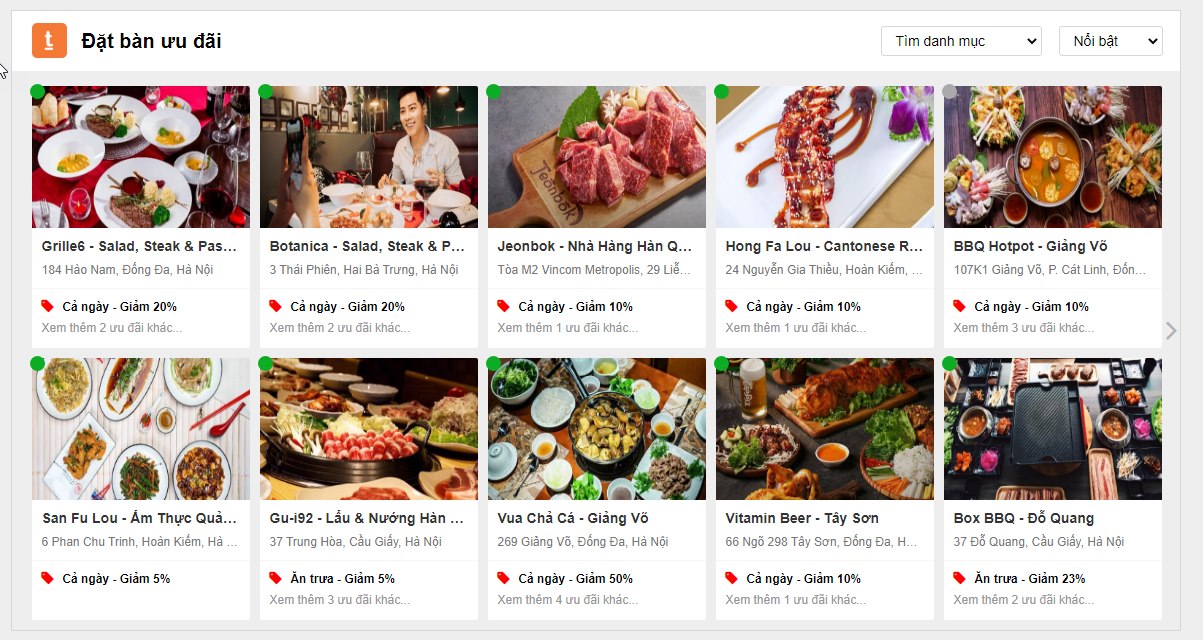 t
Đặt bàn ưu đãi
Tìm danh mục
Nổi bật
Jeonbok
Grille6 - Salad, Steak & Pas...
Botanica - Salad, Steak & P...
Jeonbok - Nhà Hàng Hàn Q...
Hong Fa Lou - Cantonese R...
BBQ Hotpot - Giảng Võ
184 Hào Nam, Đống Đa, Hà Nội
3 Thái Phiên, Hai Bà Trưng, Hà Nội
Tòa M2 Vincom Metropolis, 29 Liễ...
24 Nguyễn Gia Thiều, Hoàn Kiếm, ...
107K1 Giảng Võ, P. Cát Linh, Đốn...
Cả ngày - Giảm 20%
Cả ngày - Giảm 20%
Cả ngày - Giảm 10%
Cả ngày - Giảm 10%
Cả ngày - Giảm 10%
Xem thêm 2 ưu đãi khác...
Xem thêm 2 ưu đãi khác...
Xem thêm 1 ưu đãi khác...
Xem thêm 1 ưu đãi khác...
Xem thêm 3 ưu đãi khác...
San Fu Lou - Ẩm Thực Quả...
Gu-i92 - Lẩu & Nướng Hàn ...
Vua Chả Cá - Giảng Võ
Vitamin Beer - Tây Sơn
Box BBQ - Đỗ Quang
6 Phan Chu Trinh, Hoàn Kiếm, Hà ...
37 Trung Hòa, Cầu Giấy, Hà Nội
269 Giảng Võ, Đống Đa, Hà Nội
66 Ngõ 298 Tây Sơn, Đống Đa, H...
37 Đỗ Quang, Cầu Giấy, Hà Nội
Cả ngày - Giảm 5%
Ăn trưa - Giảm 5%
Cả ngày - Giảm 50%
Cả ngày - Giảm 10%
Ăn trưa - Giảm 23%
Xem thêm 3 ưu đãi khác...
Xem thêm 4 ưu đãi khác...
Xem thêm 1 ưu đãi khác...
Xem thêm 2 ưu đãi khác...